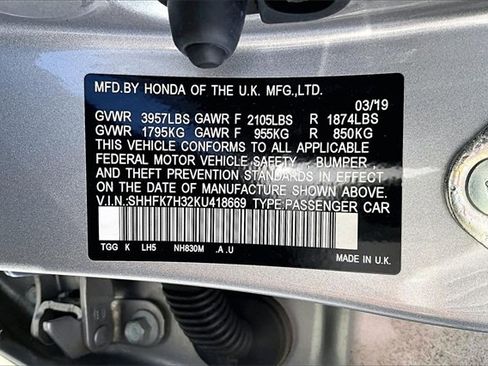 MFD.BY HONDA OF THE U.K. MFG.,LTD.
03/'19
GVWR 3957LBS GAWR F 2105LBS R 1874LBS
GVWR 1795KG GAWR F 955KG R 850KG
THIS VEHICLE CONFORMS TO ALL APPLICABLE
FEDERAL MOTOR VEHICLE SAFETY, BUMPER
AND THEFT PREVENTION STANDARDS IN EFFECT
ON THE DATE OF MANUFACTURE SHOWN ABOVE.
V.I.N.:SHHFK7H32KU418669 TYPE:PASSENGER CAR
TGG K LH5 NH830M .A .U
MADE IN U.K.